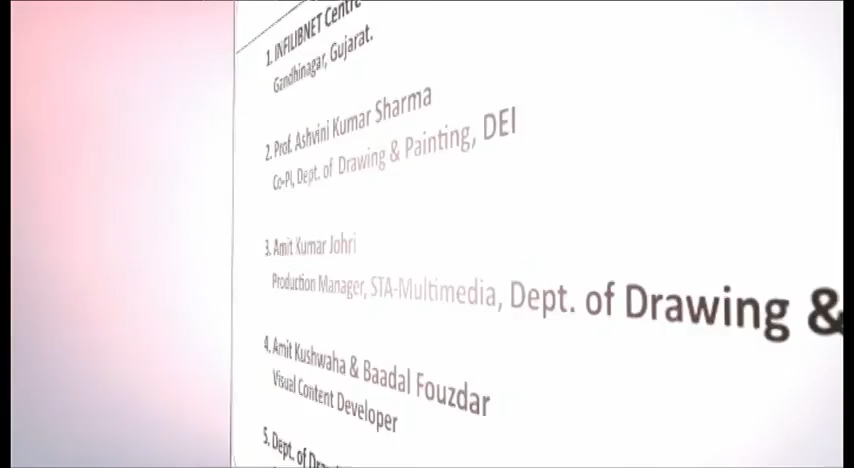 1. INFILIBNET Centre
Gandhinagar, Gujarat.
2. Prof. Ashvini Kumar Sharma
Co-PI, Dept. of Drawing & Painting, DEI
3. Amit Kumar Johri
Production Manager, STA-Multimedia, Dept. of Drawing &
4. Amit Kushwaha & Baadal Fouzdar
Visual Content Developer
5. Dept. of